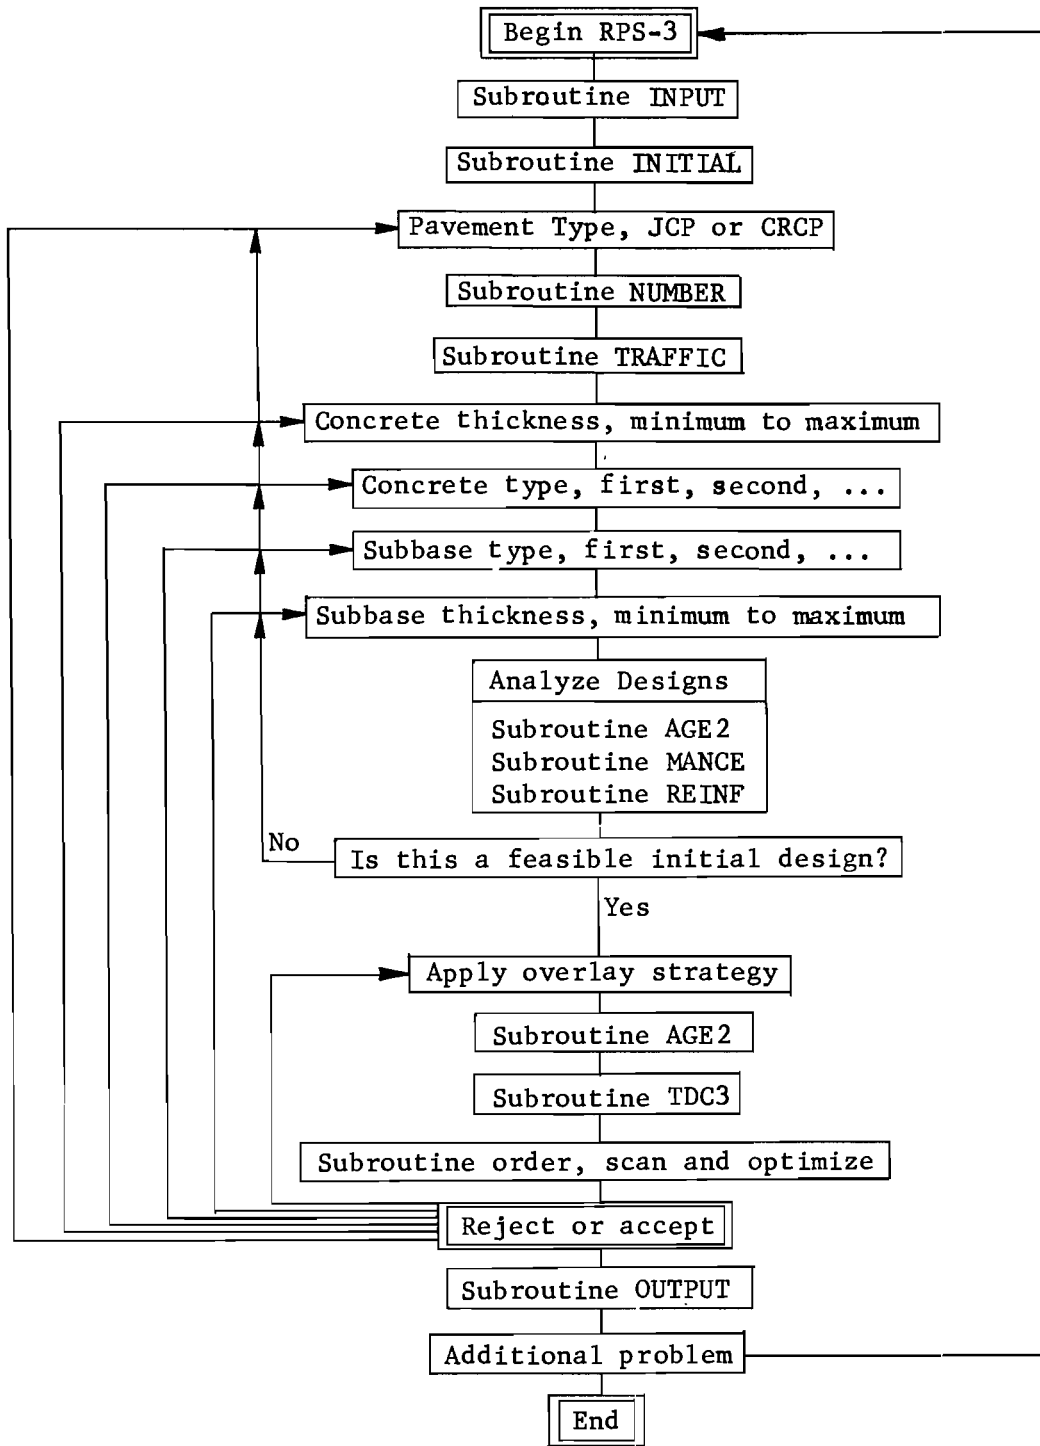 Begin RPS-3
Subroutine INPUT
Subroutine INITIAL
Pavement Type, JCP or CRCP
Subroutine NUMBER
Subroutine TRAFFIC
Concrete thickness, minimum to maximum
Concrete type, first, second, ...
Subbase type, first, second, ...
Subbase thickness, minimum to maximum
Analyze Designs
Subroutine AGE2
Subroutine MANCE
Subroutine REINF
No
Is this a feasible initial design?
Yes
Apply overlay strategy
Subroutine AGE2
Subroutine TDC3
Subroutine order, scan and optimize
Reject or accept
Subroutine OUTPUT
Additional problem
End